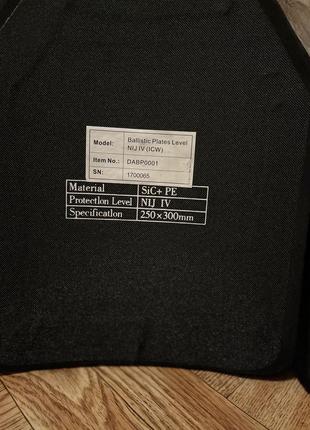 Model: Ballistic Plates Level
NIJ IV (ICW)
Item No.: DABP0001
SN: 1700065
Material SiC+ PE
Protection Level NIJ IV
Specification 250×300mm